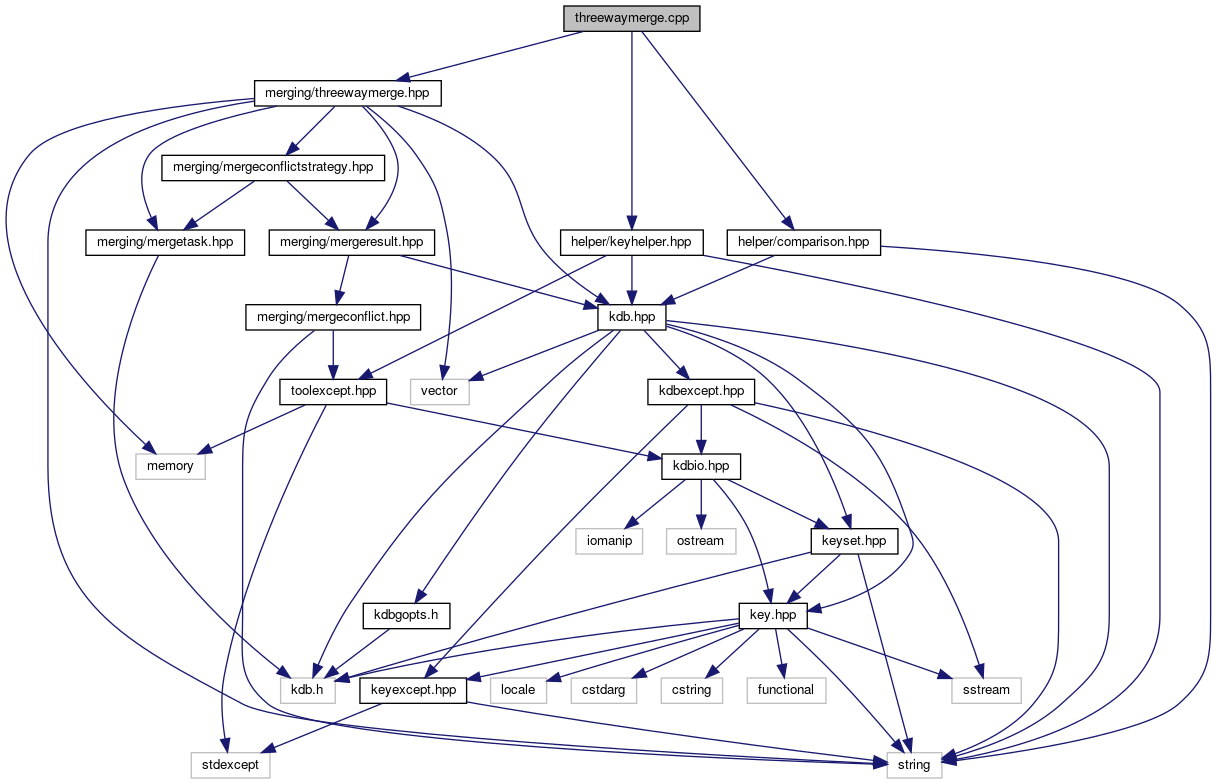 threewaymerge.cpp
merging/threewaymerge.hpp
merging/mergeconflictstrategy.hpp
merging/mergetask.hpp
merging/mergeresult.hpp
helper/keyhelper.hpp
helper/comparison.hpp
merging/mergeconflict.hpp
kdb.hpp
toolexcept.hpp
vector
kdbexcept.hpp
memory
kdbio.hpp
iomanip
ostream
keyset.hpp
kdbgopts.h
key.hpp
kdb.h
keyexcept.hpp
locale
cstdarg
cstring
functional
sstream
stdexcept
string